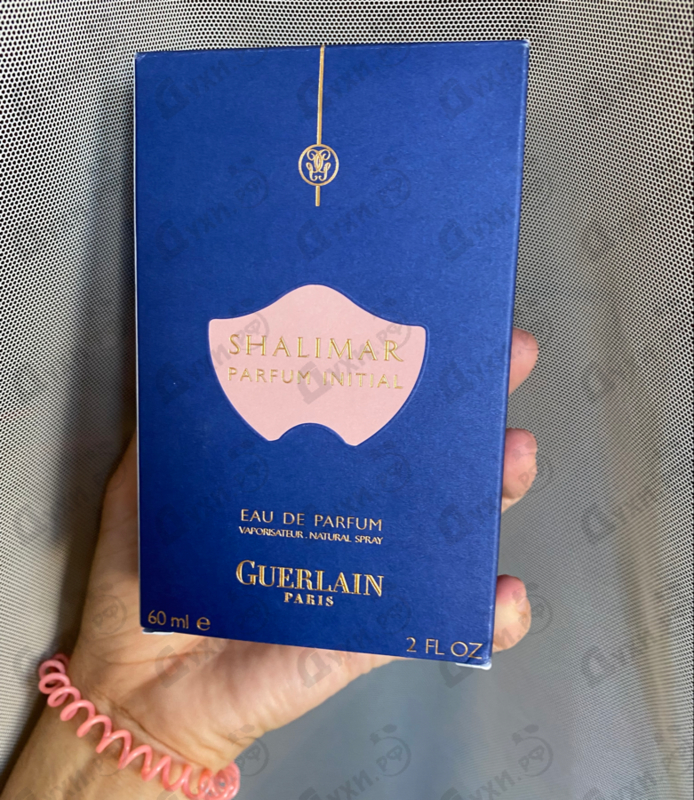 SHALIMAR
PARFUM INITIAL
EAU DE PARFUM
VAPORISATEUR . NATURAL SPRAY
GUERLAIN
PARIS
60 ml e
2 FL OZ